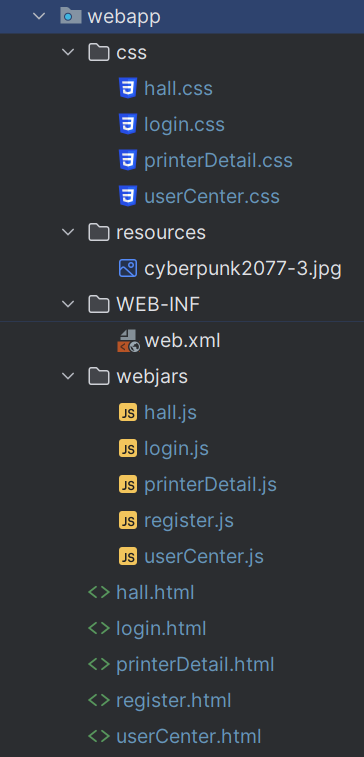 webapp
css
hall.css
login.css
printerDetail.css
userCenter.css
resources
cyberpunk2077-3.jpg
WEB-INF
web.xml
webjars
JS hall.js
JS login.js
JS printerDetail.js
JS register.js
JS userCenter.js
<> hall.html
<> login.html
<> printerDetail.html
<> register.html
<> userCenter.html